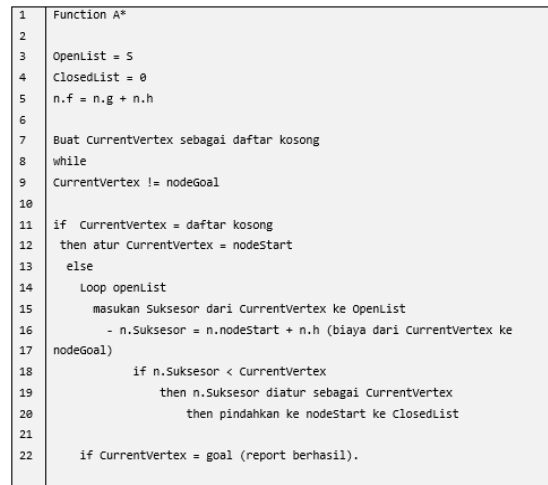 1 Function A*
2
3 OpenList = S
4 ClosedList = 0
5 n.f = n.g + n.h
6
7 Buat CurrentVertex sebagai daftar kosong
8 while
9 CurrentVertex != nodeGoal
10
11 if CurrentVertex = daftar kosong
12 then atur CurrentVertex = nodeStart
13 else
14 Loop openList
15 masukan Suksesor dari CurrentVertex ke OpenList
16 - n.Suksesor = n.nodeStart + n.h (biaya dari CurrentVertex ke
17 nodeGoal)
18 if n.Suksesor < CurrentVertex
19 then n.Suksesor diatur sebagai CurrentVertex
20 then pindahkan ke nodeStart ke ClosedList
21
22 if CurrentVertex = goal (report berhasil).